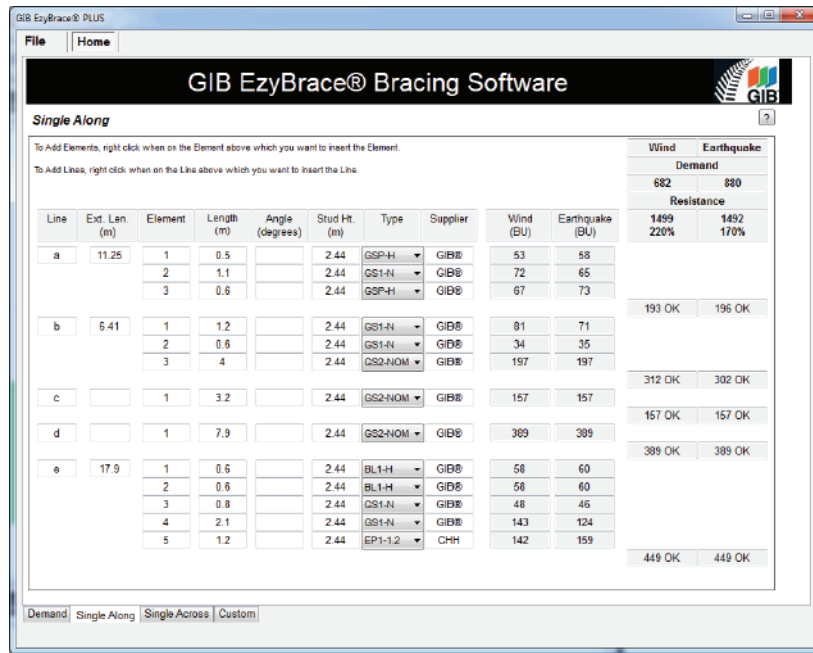 GIB EzyBrace® PLUS
File Home
GIB EzyBrace® Bracing Software
GIB
Single Along ?
To Add Elements, right click when on the Element above which you want to insert the Element.
To Add Lines, right click when on the Line above which you want to insert the Line.
Wind Earthquake
Demand
682 880
Resistance
Line Ext. Len. (m) Element Length (m) Angle (degrees) Stud Ht. (m) Type Supplier Wind (BU) Earthquake (BU) 1499 220% 1492 170%
a 11.25 1 0.5 2.44 GSP-H GIB® 53 58
2 1.1 2.44 GS1-N GIB® 72 65
3 0.6 2.44 GSP-H GIB® 67 73
193 OK 196 OK
b 6.41 1 1.2 2.44 GS1-N GIB® 81 71
2 0.6 2.44 GS1-N GIB® 34 35
3 4 2.44 GS2-NOM GIB® 197 197
312 OK 302 OK
c 1 3.2 2.44 GS2-NOM GIB® 157 157
157 OK 157 OK
d 1 7.9 2.44 GS2-NOM GIB® 389 389
389 OK 389 OK
e 17.9 1 0.6 2.44 BL1-H GIB® 58 60
2 0.6 2.44 BL1-H GIB® 58 60
3 0.8 2.44 GS1-N GIB® 48 46
4 2.1 2.44 GS1-N GIB® 143 124
5 1.2 2.44 EP1-1.2 CHH 142 159
449 OK 449 OK
Demand Single Along Single Across Custom